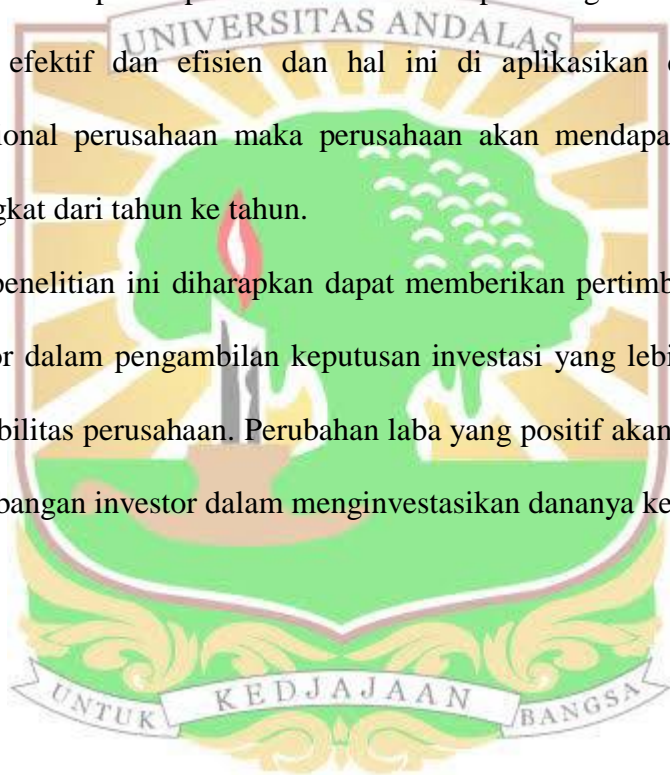 UNIVERSITAS ANDALAS
efektif dan efisien dan hal ini di aplikasikan
ional perusahaan maka perusahaan akan mendapa
gkat dari tahun ke tahun.
penelitian ini diharapkan dapat memberikan pertimb
or dalam pengambilan keputusan investasi yang lebi
bilitas perusahaan. Perubahan laba yang positif akan
bangan investor dalam menginvestasikan dananya ke
UNTUK KEDJAJAAN BANGSA